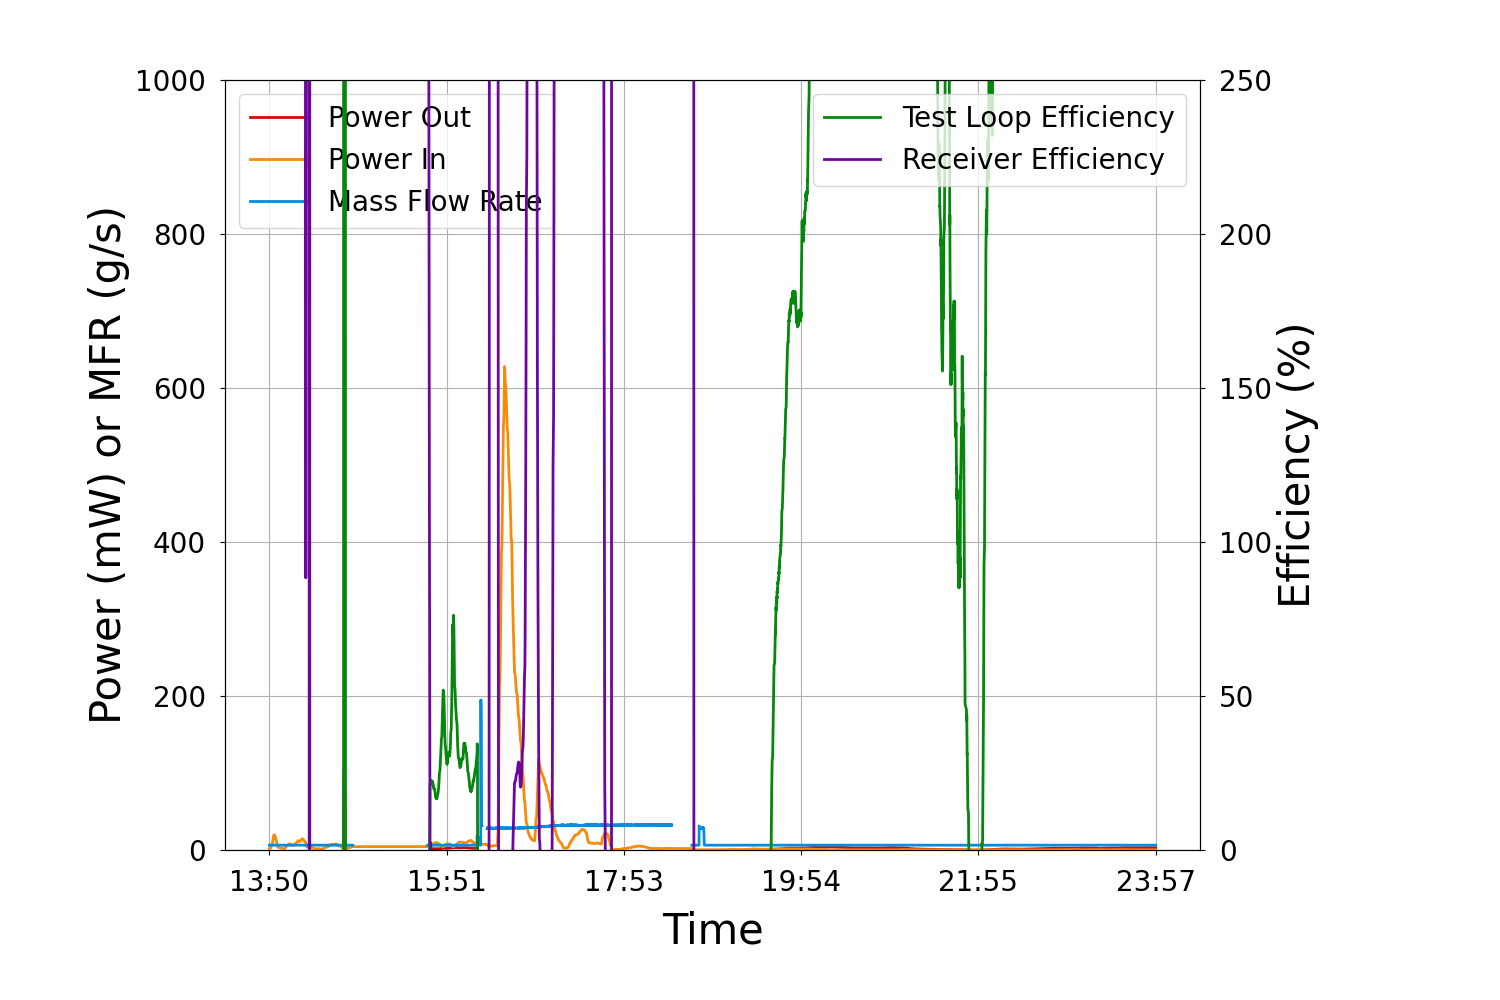 1000
800
600
400
200
0
Power (mW) or MFR (g/s)
Power Out
Power In
Mass Flow Rate
Test Loop Efficiency
Receiver Efficiency
250
200
150
100
50
0
Efficiency (%)
13:50 15:51 17:53 19:54 21:55 23:57
Time